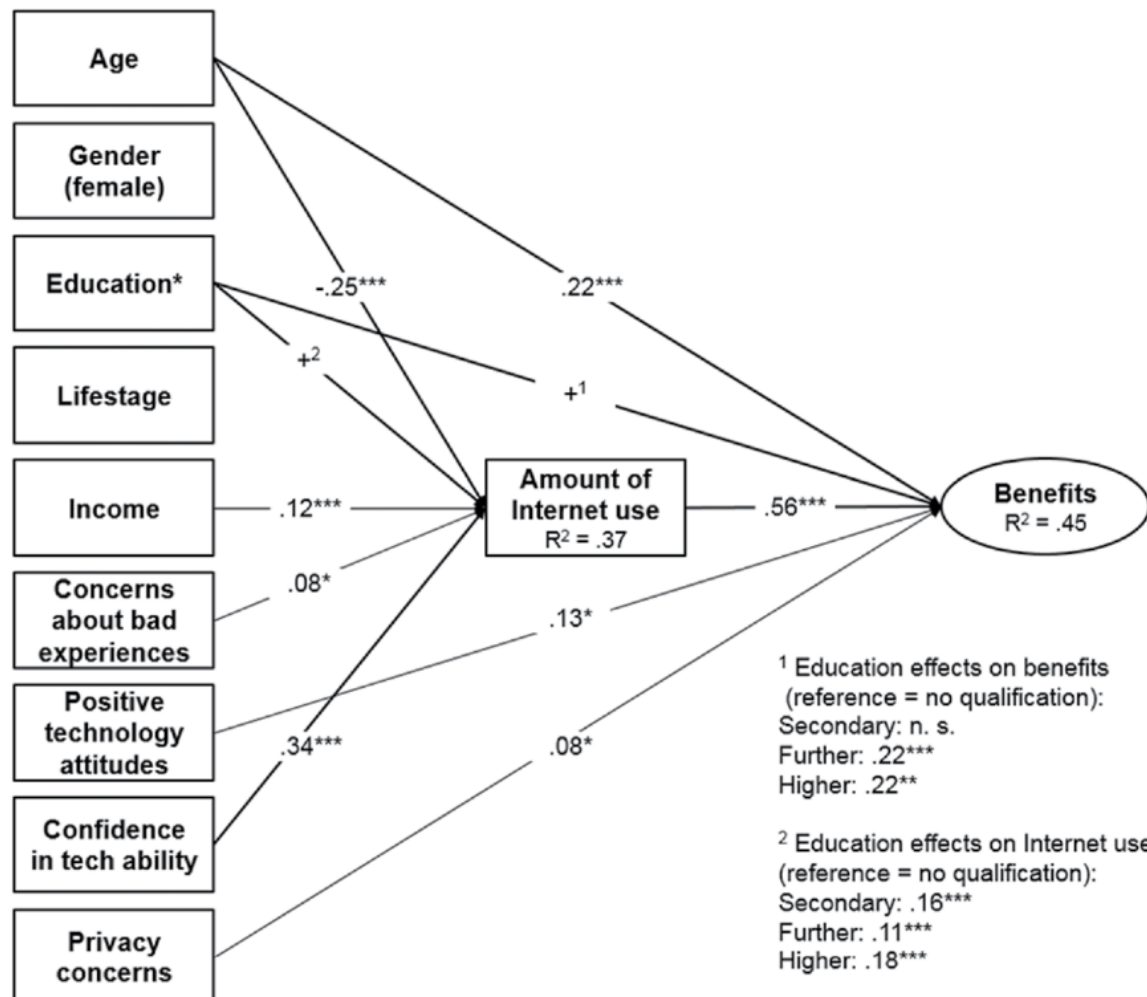 Age
Gender
(female)
Education*
Lifestage
Income
Concerns
about bad
experiences
Positive
technology
attitudes
Confidence
in tech ability
Privacy
concerns
-.25***
.22***
+²
+¹
.12***
.08*
.34***
.13*
.08*
Amount of
Internet use
R² = .37
.56***
Benefits
R² = .45
¹ Education effects on benefits
(reference = no qualification):
Secondary: n. s.
Further: .22***
Higher: .22**
² Education effects on Internet use
(reference = no qualification):
Secondary: .16***
Further: .11***
Higher: .18***